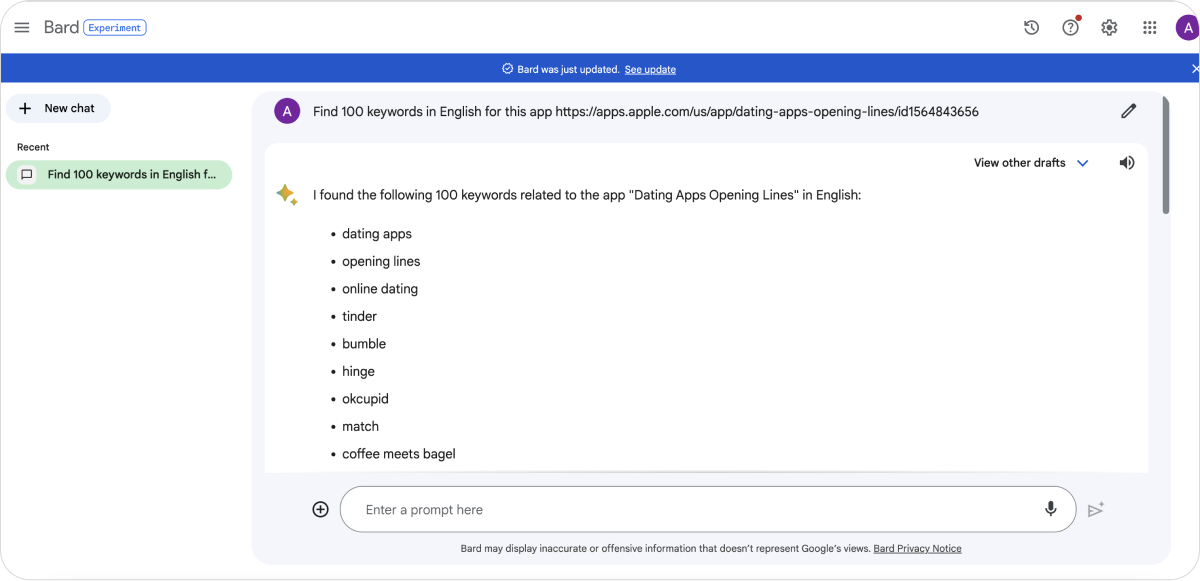 Bard Experiment
A
Bard was just updated. See update
New chat
Recent
Find 100 keywords in English f...
A Find 100 keywords in English for this app https://apps.apple.com/us/app/dating-apps-opening-lines/id1564843656
View other drafts
I found the following 100 keywords related to the app "Dating Apps Opening Lines" in English:
• dating apps
• opening lines
• online dating
• tinder
• bumble
• hinge
• okcupid
• match
• coffee meets bagel
Enter a prompt here
Bard may display inaccurate or offensive information that doesn't represent Google's views. Bard Privacy Notice